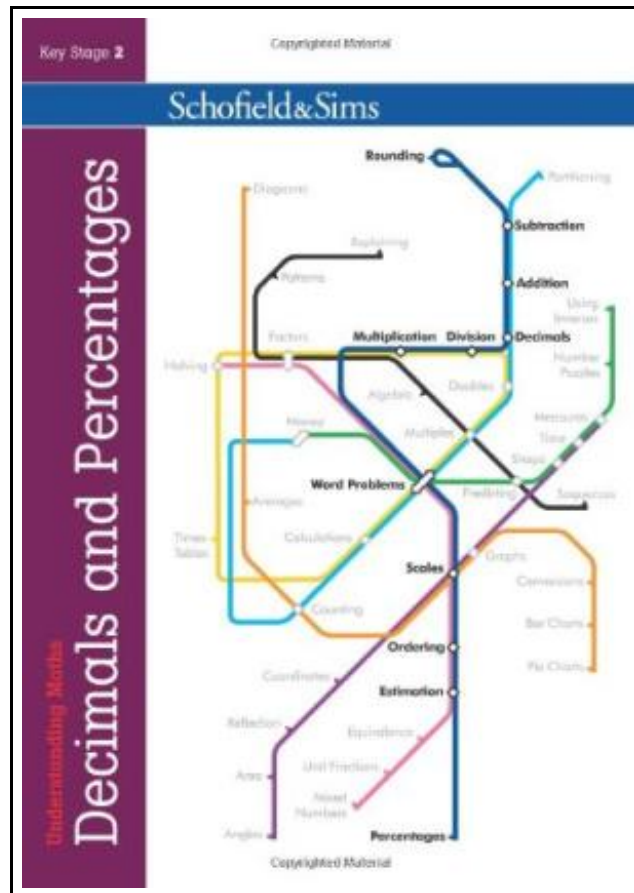 Key Stage 2
Copyrighted Material
Schofield & Sims
Understanding Maths
Decimals and Percentages
Rounding
Partitioning
Diagrams
Subtraction
Explaining
Patterns
Addition
Using
Inverses
Factors
Multiplication
Division
Decimals
Halving
Number
Puzzles
Algebra
Doubles
Money
Multiples
Measures
Time
Shape
Word Problems
Predicting
Sequences
Averages
Times
Tables
Calculations
Graphs
Scales
Conversions
Counting
Bar Charts
Ordering
Pie Charts
Coordinates
Estimation
Reflection
Equivalence
Unit Fractions
Area
Mixed
Numbers
Angles
Percentages
Copyrighted Material